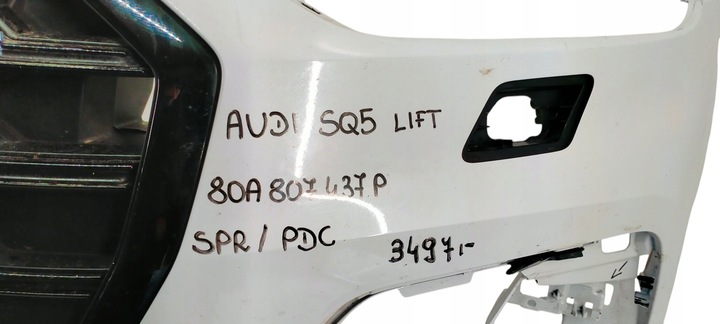 AUDI SQ5 LIFT
80A807437P
SPR/PDC 3497,-